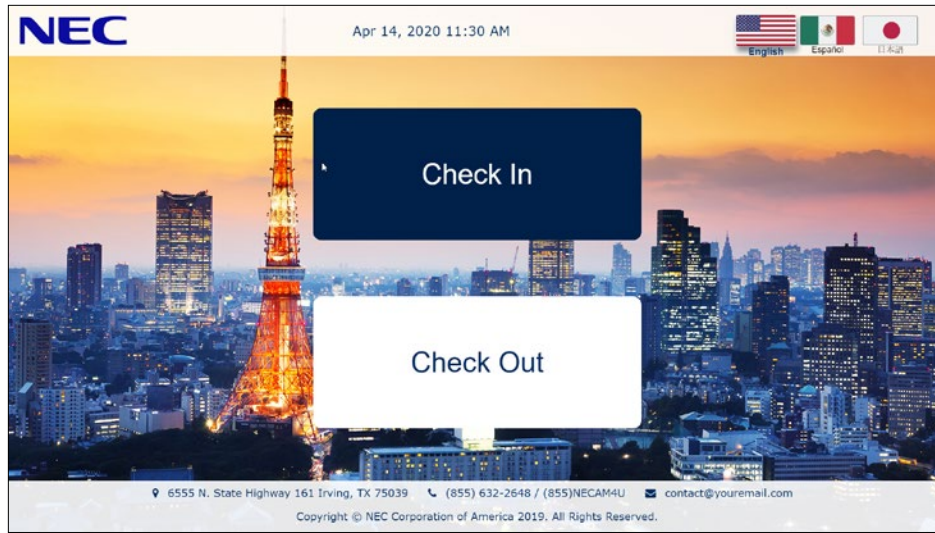 NEC
Apr 14, 2020 11:30 AM
English Español 日本語
Check In
Check Out
6555 N. State Highway 161 Irving, TX 75039 (855) 632-2648 / (855)NECAM4U contact@youremail.com
Copyright © NEC Corporation of America 2019. All Rights Reserved.